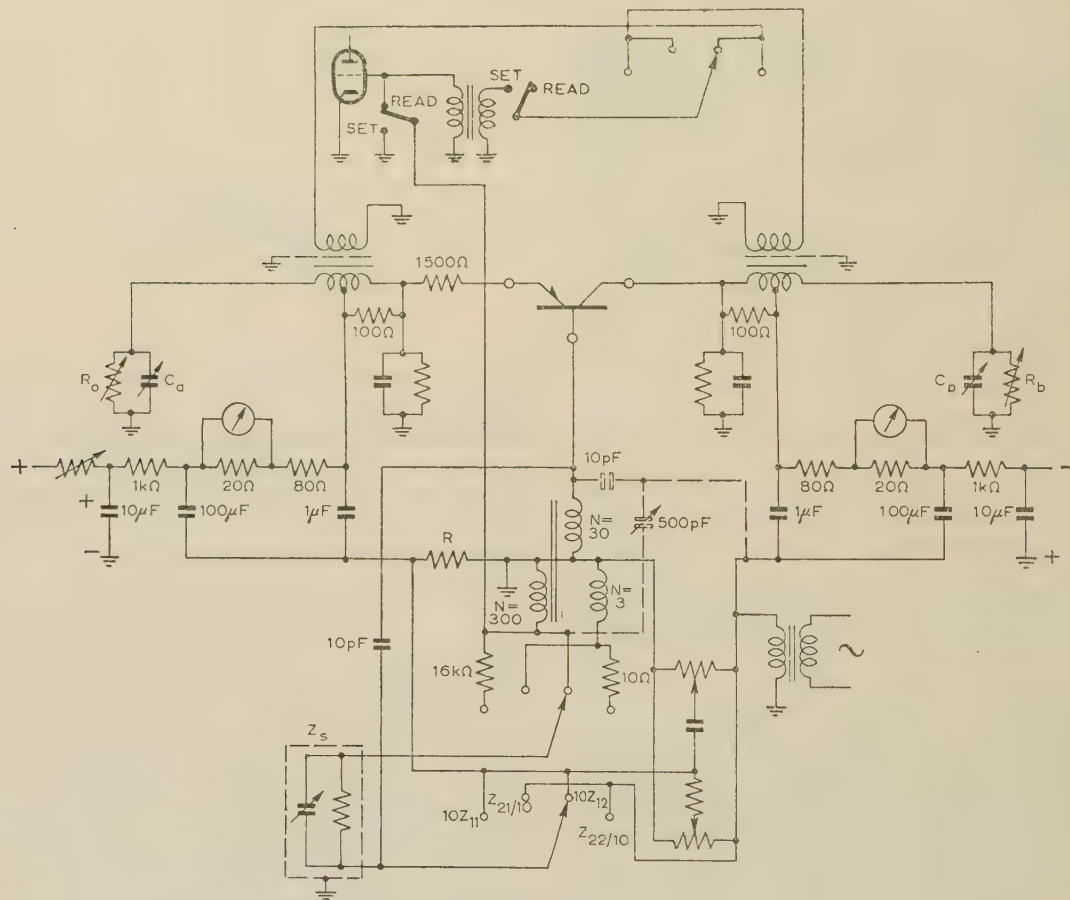 SET
READ
READ
SET
1500Ω
100Ω
100Ω
Ra
Ca
Cb
Rb
+
1kΩ
20Ω
80Ω
80Ω
20Ω
1kΩ
-
+
10μF
100μF
1μF
1μF
100μF
10μF
-
+
10pF
N=
30
500pF
R
N=
300
N=
3
10pF
16kΩ
10Ω
~
Zs
10Z11
Z21/10
10Z12
Z22/10